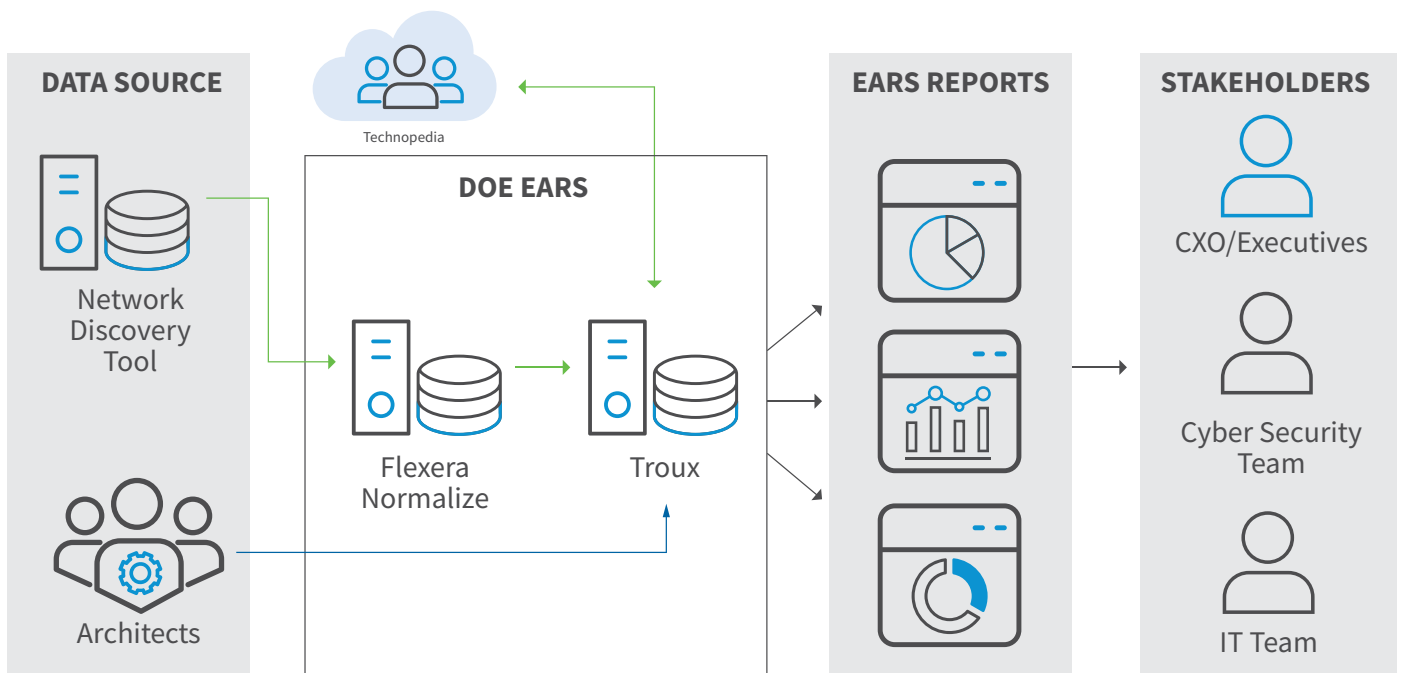 DATA SOURCE
Network
Discovery
Tool
Architects
Technopedia
DOE EARS
Flexera
Normalize
Troux
EARS REPORTS
STAKEHOLDERS
CXO/Executives
Cyber Security
Team
IT Team